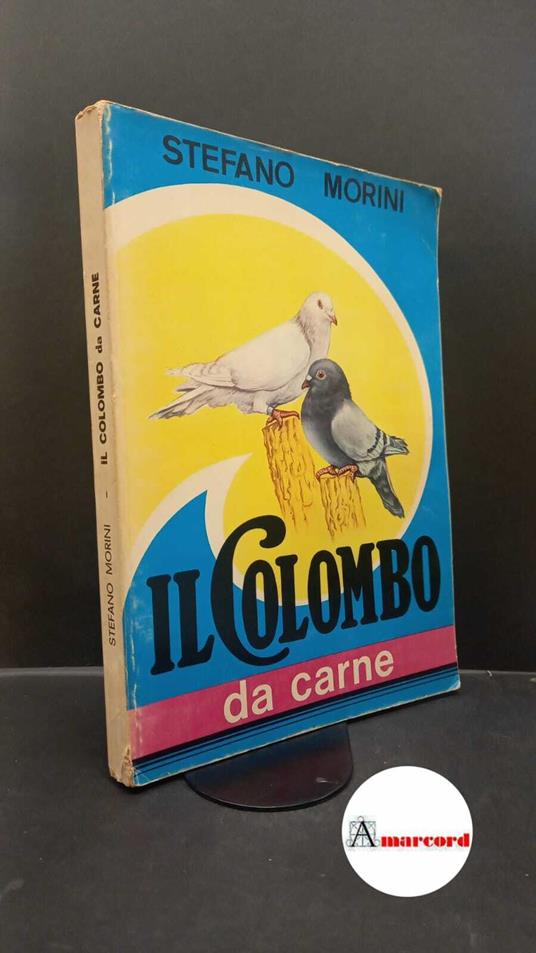 STEFANO MORINI
IL COLOMBO
da carne
STEFANO MORINI - IL COLOMBO da CARNE
Amarcord